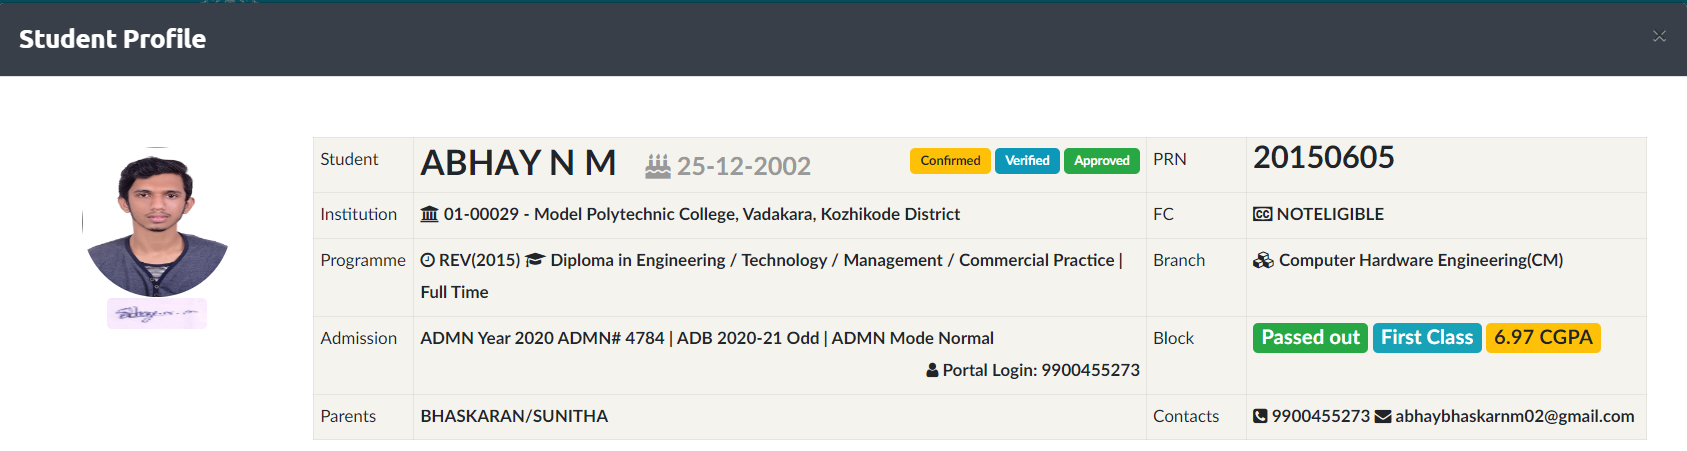 Student Profile
×
Student ABHAY N M 25-12-2002 Confirmed Verified Approved PRN 20150605
Institution 01-00029 - Model Polytechnic College, Vadakara, Kozhikode District FC NOTELIGIBLE
Programme REV(2015) Diploma in Engineering / Technology / Management / Commercial Practice | Branch Computer Hardware Engineering(CM)
Full Time
Admission ADMN Year 2020 ADMN# 4784 | ADB 2020-21 Odd | ADMN Mode Normal Block Passed out First Class 6.97 CGPA
Portal Login: 9900455273
Parents BHASKARAN/SUNITHA Contacts 9900455273 abhaybhaskarnm02@gmail.com